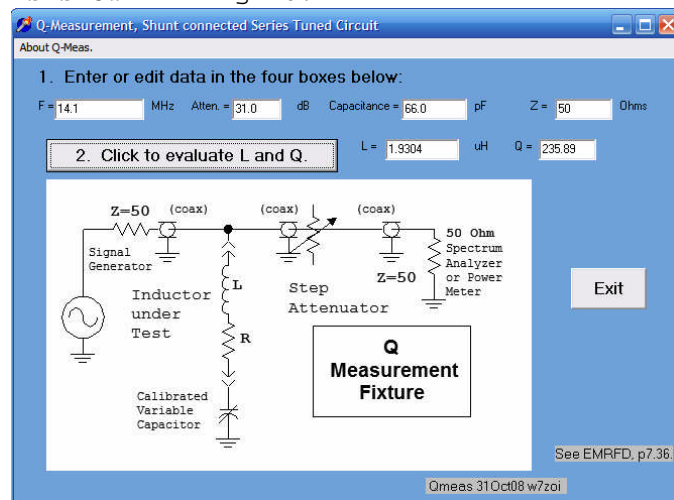 Q-Measurement, Shunt connected Series Tuned Circuit
About Q-Meas.
1. Enter or edit data in the four boxes below:
F = 14.1 MHz Atten. = 31.0 dB Capacitance = 66.0 pF Z = 50 Ohms
2. Click to evaluate L and Q.
L = 1.9304 uH Q = 235.89
Z=50 (coax) (coax) (coax)
Signal
Generator
50 Ohm
Spectrum
Analyzer
or Power
Meter
Z=50
Inductor
under
Test
L
R
Step
Attenuator
Calibrated
Variable
Capacitor
Q
Measurement
Fixture
Exit
See EMRFD, p7.36.
Qmeas 31Oct08 w7zoi